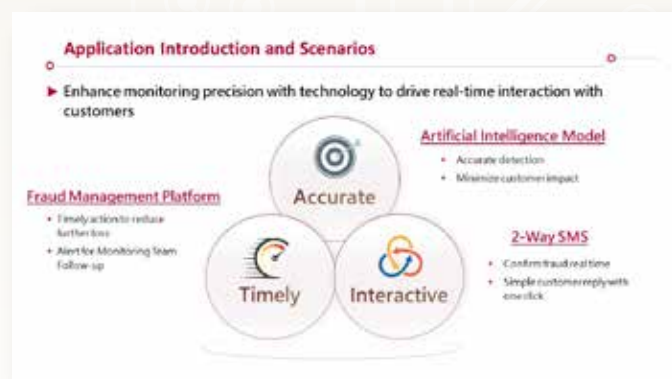 Application Introduction and Scenarios
Enhance monitoring precision with technology to drive real-time interaction with
customers
Artificial Intelligence Model
Accurate detection
Minimize customer impact
Accurate
Fraud Management Platform
Timely action to reduce
further loss
Alert for Monitoring Team
Follow-up
2-Way SMS
Confirm fraud real time
Simple customer reply with
one click
Timely
Interactive